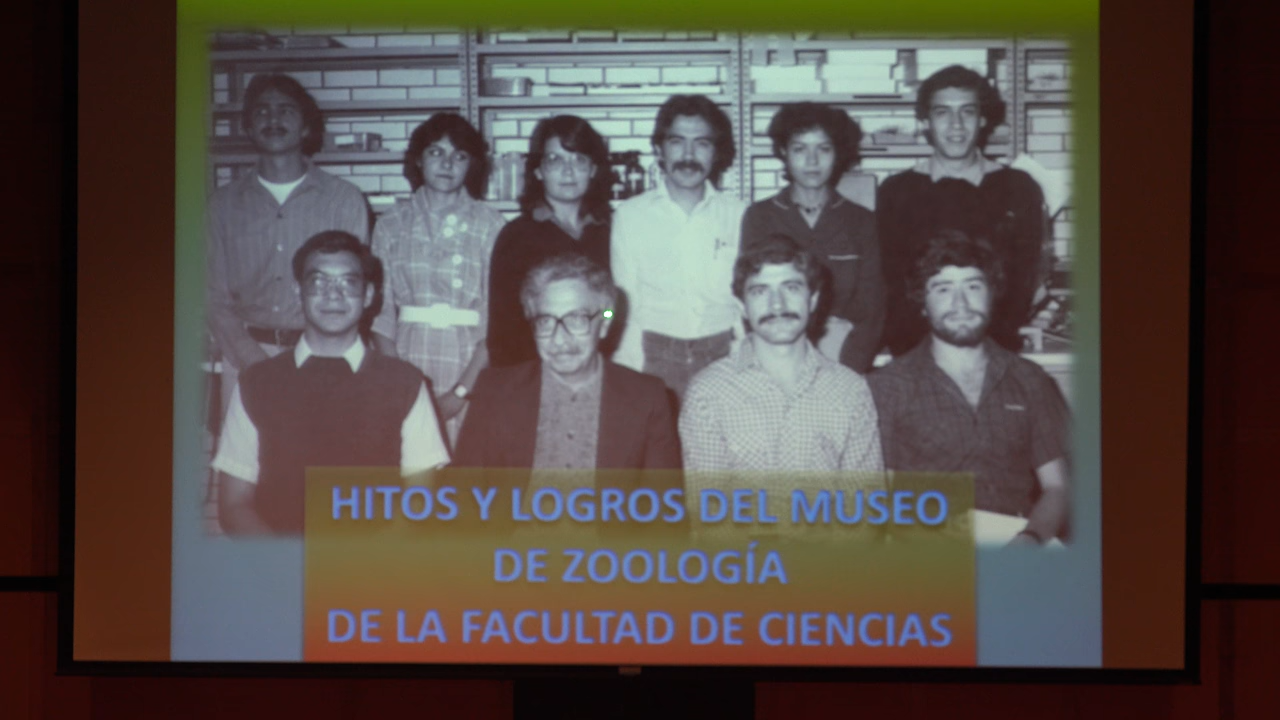 HITOS Y LOGROS DEL MUSEO
DE ZOOLOGÍA
DE LA FACULTAD DE CIENCIAS